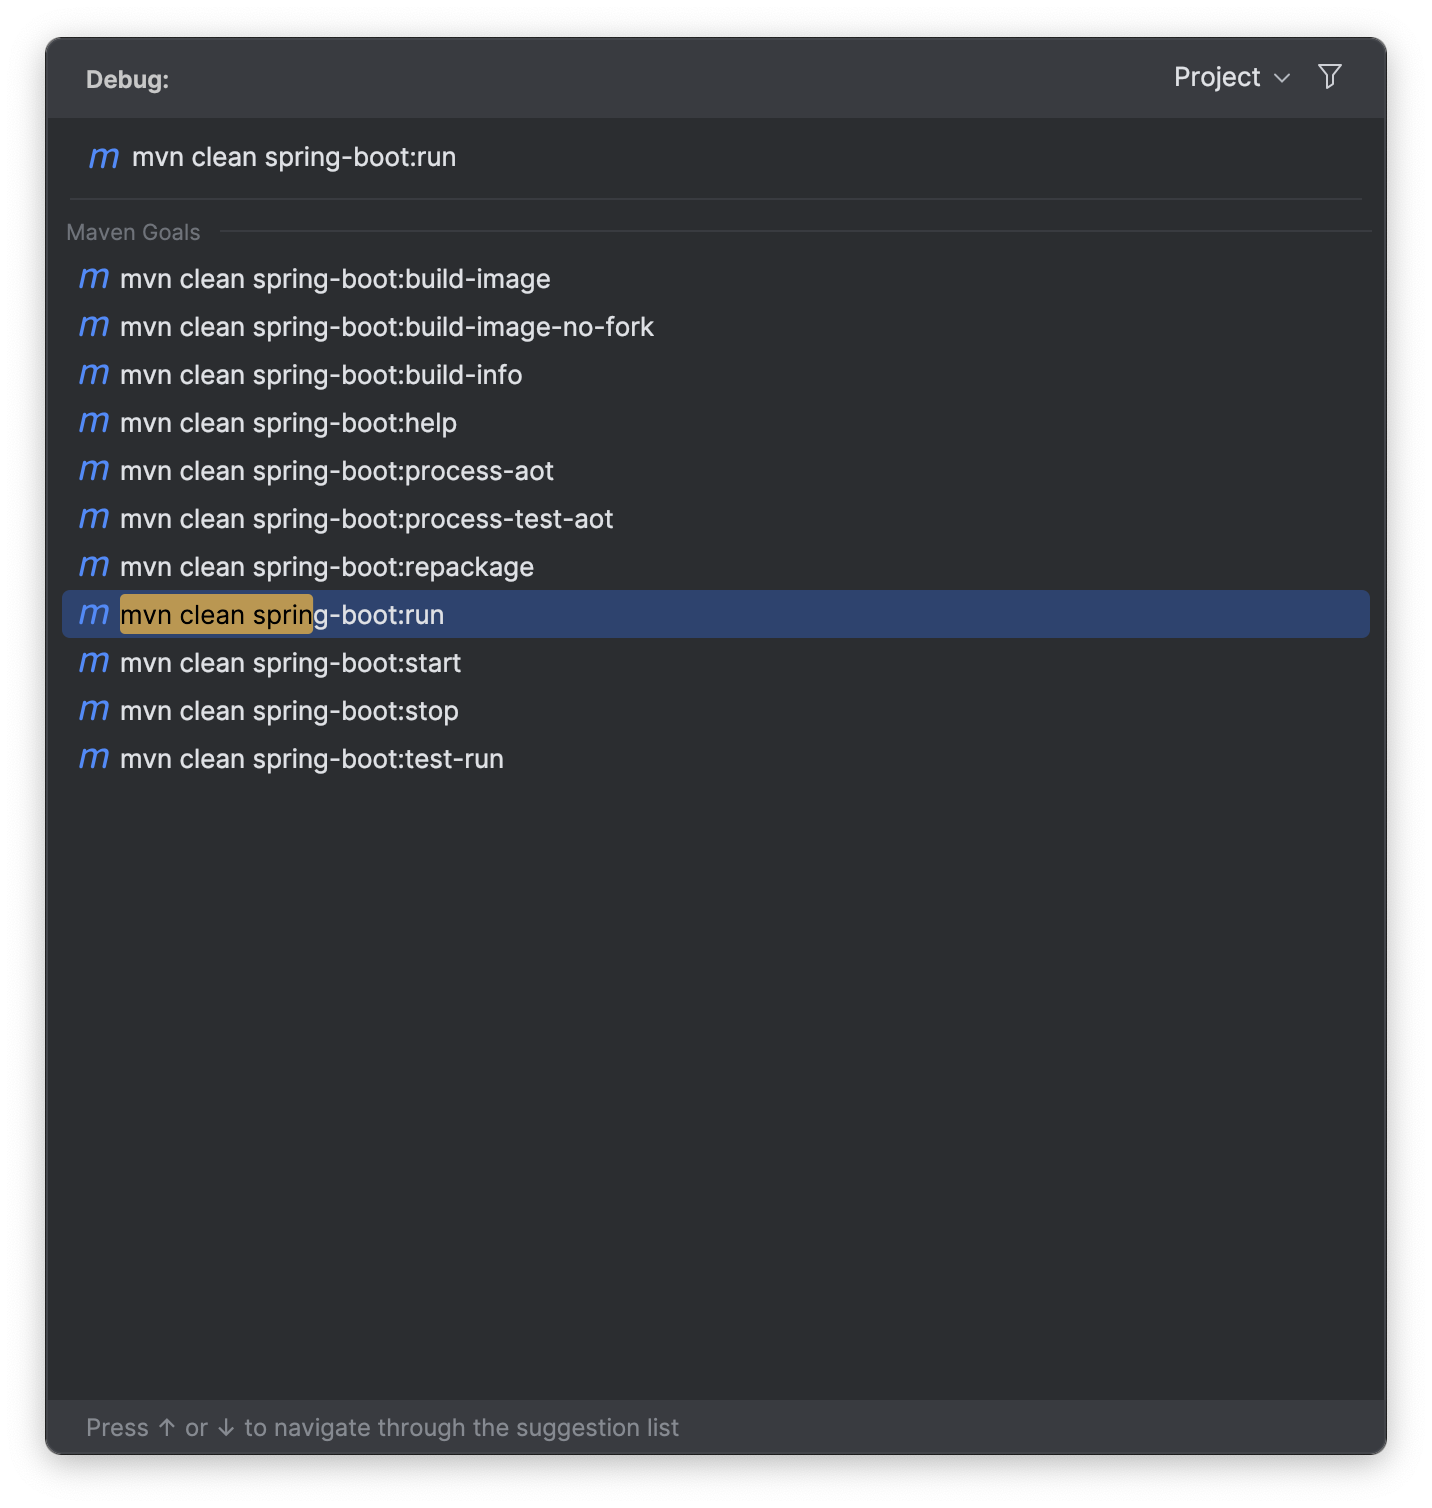 Debug:
Project
m mvn clean spring-boot:run
Maven Goals
m mvn clean spring-boot:build-image
m mvn clean spring-boot:build-image-no-fork
m mvn clean spring-boot:build-info
m mvn clean spring-boot:help
m mvn clean spring-boot:process-aot
m mvn clean spring-boot:process-test-aot
m mvn clean spring-boot:repackage
m mvn clean spring-boot:run
m mvn clean spring-boot:start
m mvn clean spring-boot:stop
m mvn clean spring-boot:test-run
Press ↑ or ↓ to navigate through the suggestion list